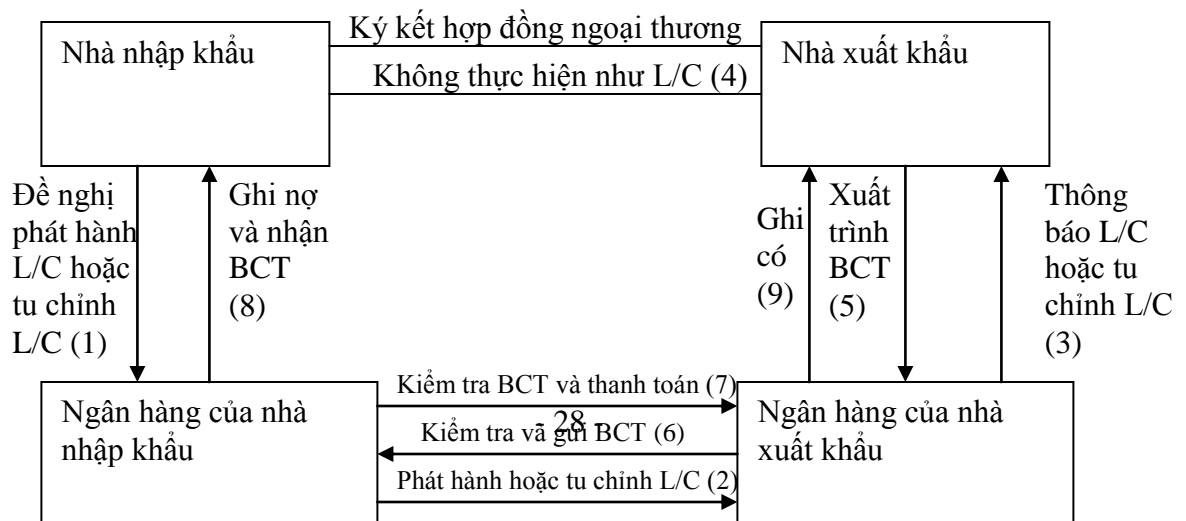 Ký kết hợp đồng ngoại thương
Nhà nhập khẩu
Nhà xuất khẩu
Không thực hiện như L/C (4)
Đề nghị
phát hành
L/C hoặc
tu chỉnh
L/C (1)
Ghi nợ
và nhận
BCT
(8)
Ghi
có
(9)
Xuất
trình
BCT
(5)
Thông
báo L/C
hoặc tu
chỉnh L/C
(3)
Ngân hàng của nhà
nhập khẩu
Kiểm tra BCT và thanh toán (7)
- 28 -
Kiểm tra và gửi BCT (6)
Phát hành hoặc tu chỉnh L/C (2)
Ngân hàng của nhà
xuất khẩu